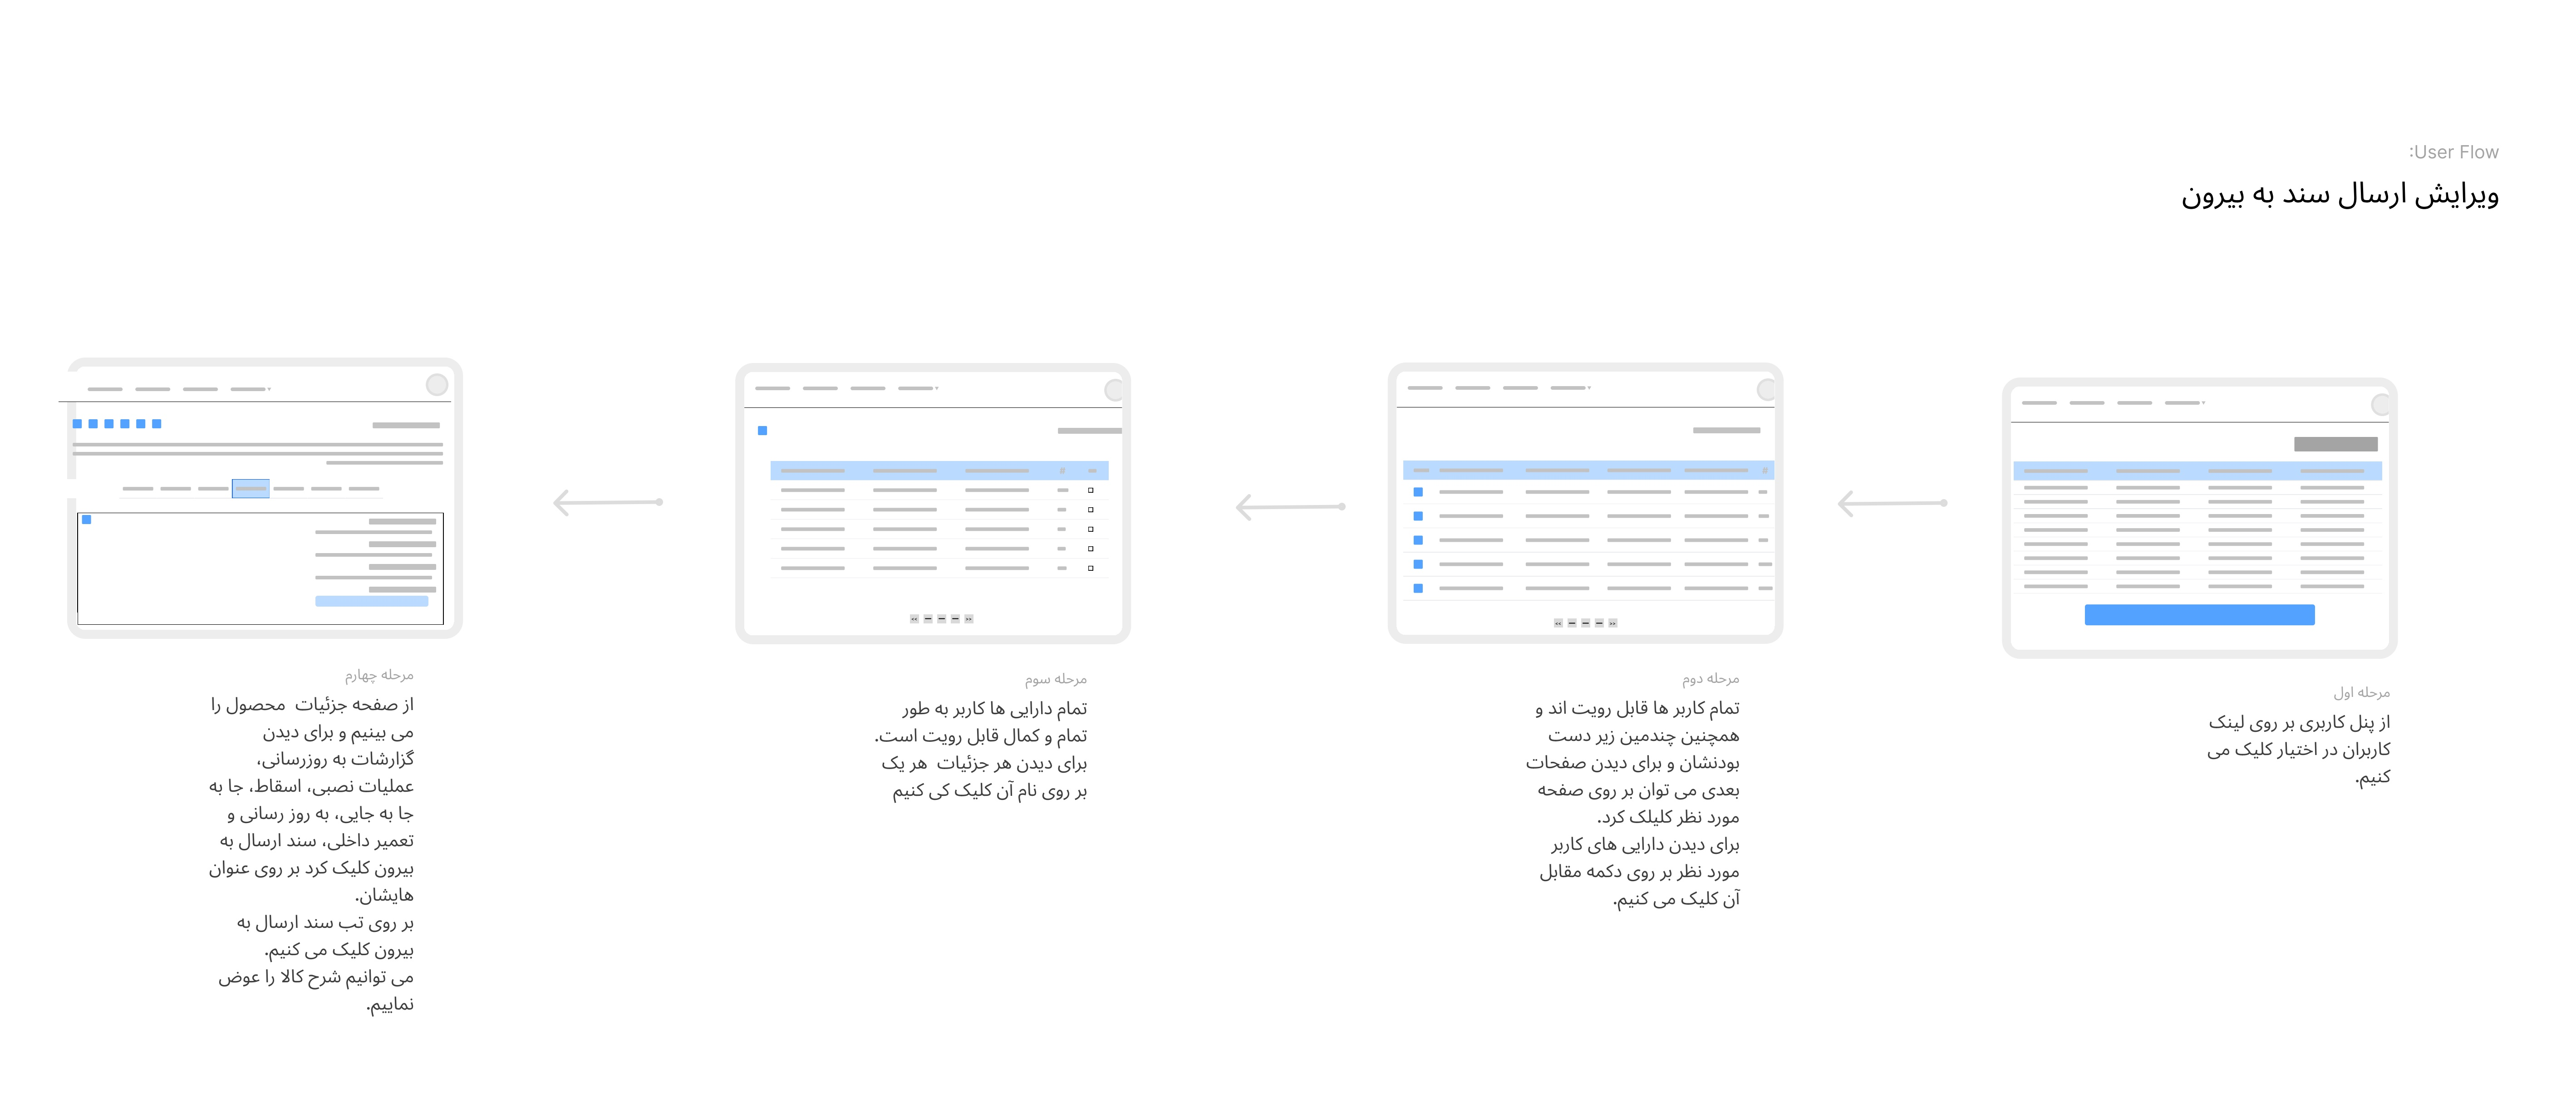 User Flow:
ویرایش ارسال سند به بیرون
مرحله اول
از پنل کاربری بر روی لینک
کاربران در اختیار کلیک می
کنیم.
مرحله دوم
تمام کاربر ها قابل رویت اند و
همچنین چندمین زیر دست
بودنشان و برای دیدن صفحات
بعدی می توان بر روی صفحه
مورد نظر کلیلک کرد.
برای دیدن دارایی های کاربر
مورد نظر بر روی دکمه مقابل
آن کلیک می کنیم.
مرحله سوم
تمام دارایی ها کاربر به طور
تمام و کمال قابل رویت است.
برای دیدن هر جزئیات هر یک
بر روی نام آن کلیک کی کنیم
مرحله چهارم
از صفحه جزئیات محصول را
می بینیم و برای دیدن
گزارشات به روزرسانی،
عملیات نصبی، اسقاط، جا به
جا به جایی، به روز رسانی و
تعمیر داخلی، سند ارسال به
بیرون کلیک کرد بر روی عنوان
هایشان.
بر روی تب سند ارسال به
بیرون کلیک می کنیم.
می توانیم شرح کالا را عوض
نماییم.